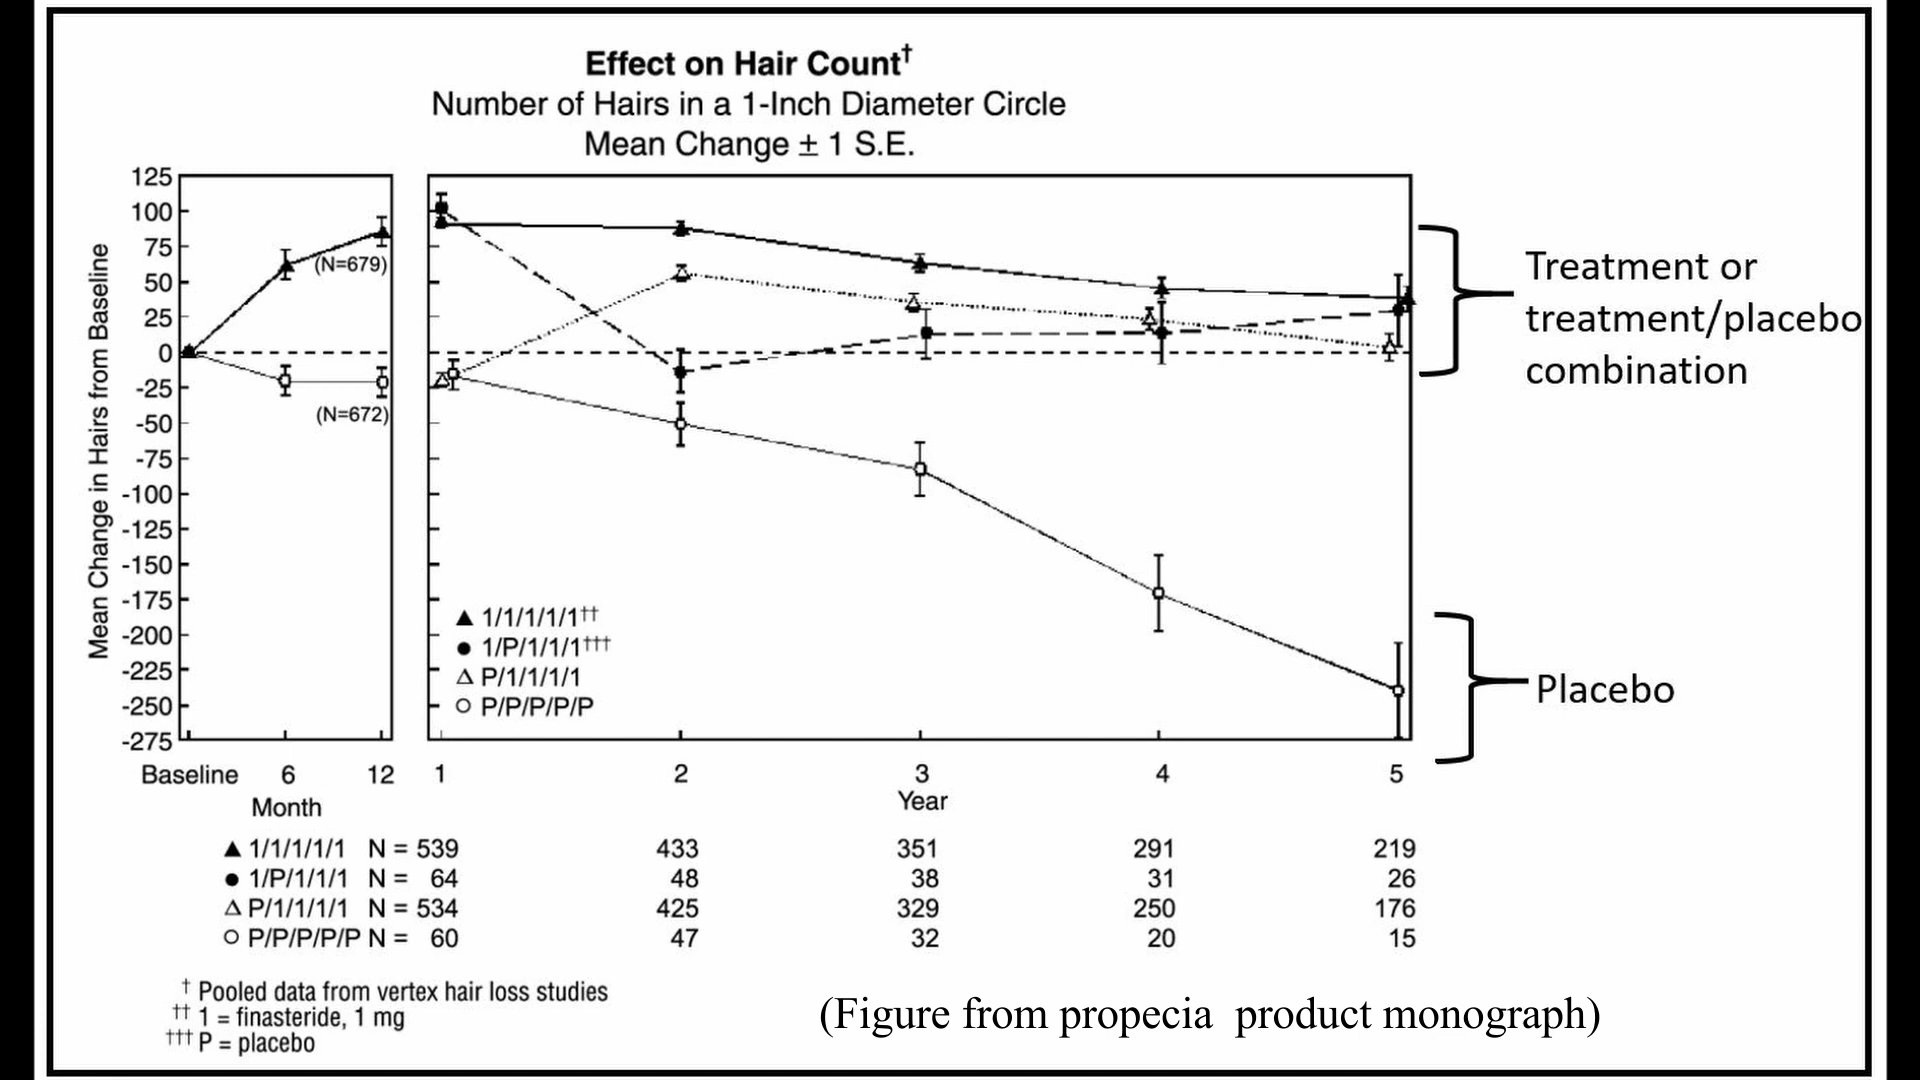 Effect on Hair Count†
Number of Hairs in a 1-Inch Diameter Circle
Mean Change ± 1 S.E.
Mean Change in Hairs from Baseline
125
100
75
50
25
0
-25
-50
-75
-100
-125
-150
-175
-200
-225
-250
-275
(N=679)
(N=672)
▲ 1/1/1/1/1††
● 1/P/1/1/1†††
△ P/1/1/1/1
○ P/P/P/P/P
Treatment or
treatment/placebo
combination
Placebo
Baseline 6 12 1 2 3 4 5
Month Year
▲ 1/1/1/1/1 N = 539 433 351 291 219
● 1/P/1/1/1 N = 64 48 38 31 26
△ P/1/1/1/1 N = 534 425 329 250 176
○ P/P/P/P/P N = 60 47 32 20 15
† Pooled data from vertex hair loss studies
†† 1 = finasteride, 1 mg
††† P = placebo
(Figure from propecia product monograph)